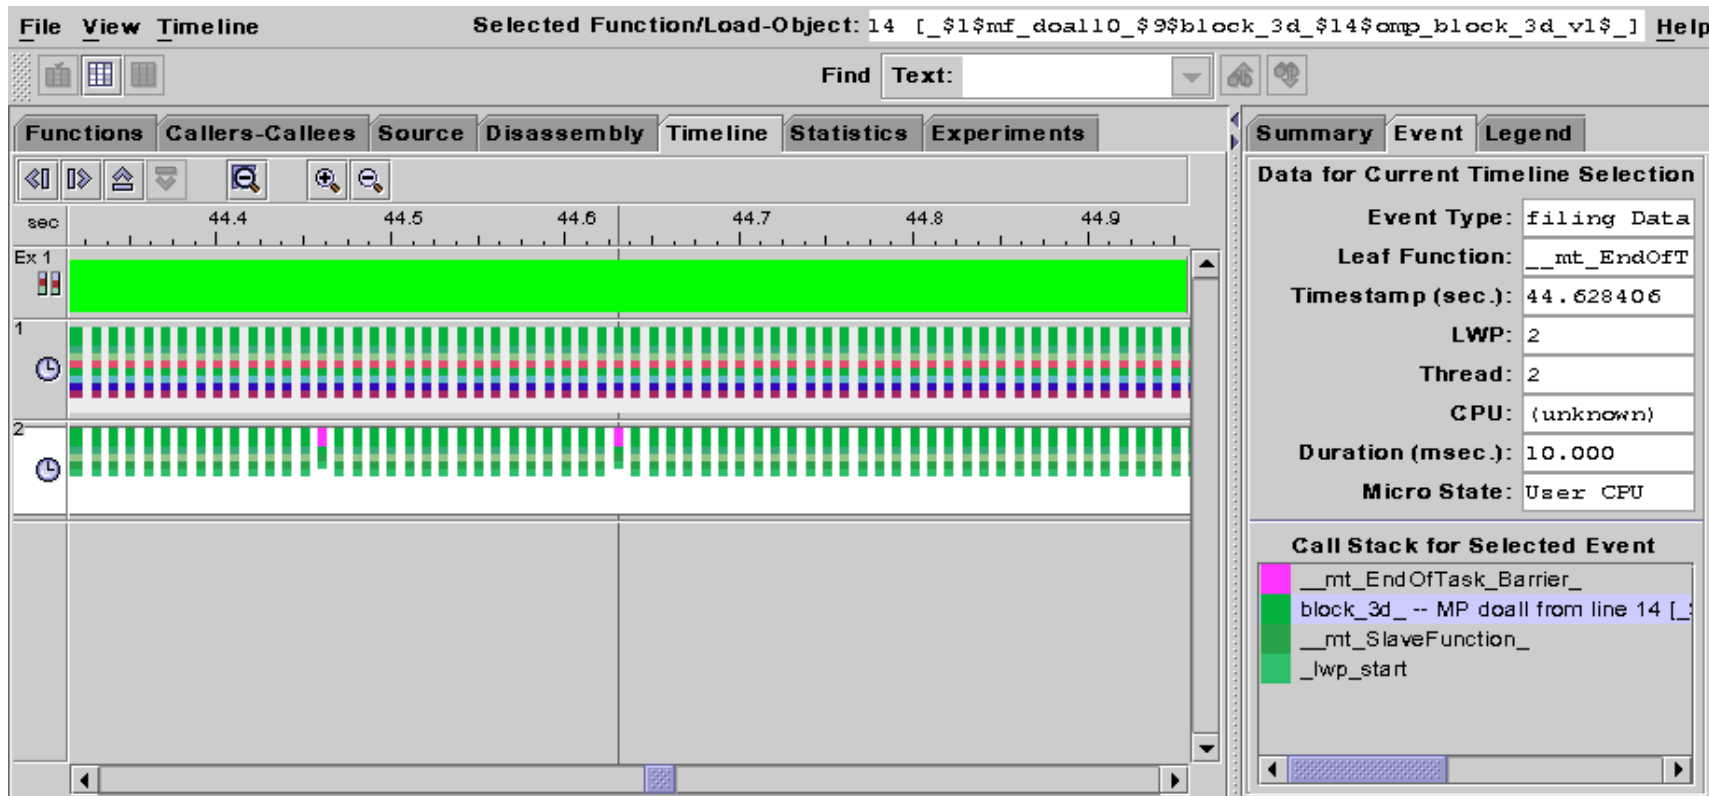 File View Timeline Selected Function/Load-Object: 14 [_$1$mf_doall0_$9$block_3d_$14$omp_block_3d_v1$_] Help
Find Text:
Functions Callers-Callees Source Disassembly Timeline Statistics Experiments Summary Event Legend
Data for Current Timeline Selection
sec 44.4 44.5 44.6 44.7 44.8 44.9
Event Type: filing Data
Ex 1
Leaf Function: __mt_EndOfT
Timestamp (sec.): 44.628406
1
LWP: 2
Thread: 2
CPU: (unknown)
2
Duration (msec.): 10.000
Micro State: User CPU
Call Stack for Selected Event
__mt_EndOfTask_Barrier_
block_3d_ -- MP doall from line 14 [_
__mt_SlaveFunction_
_lwp_start